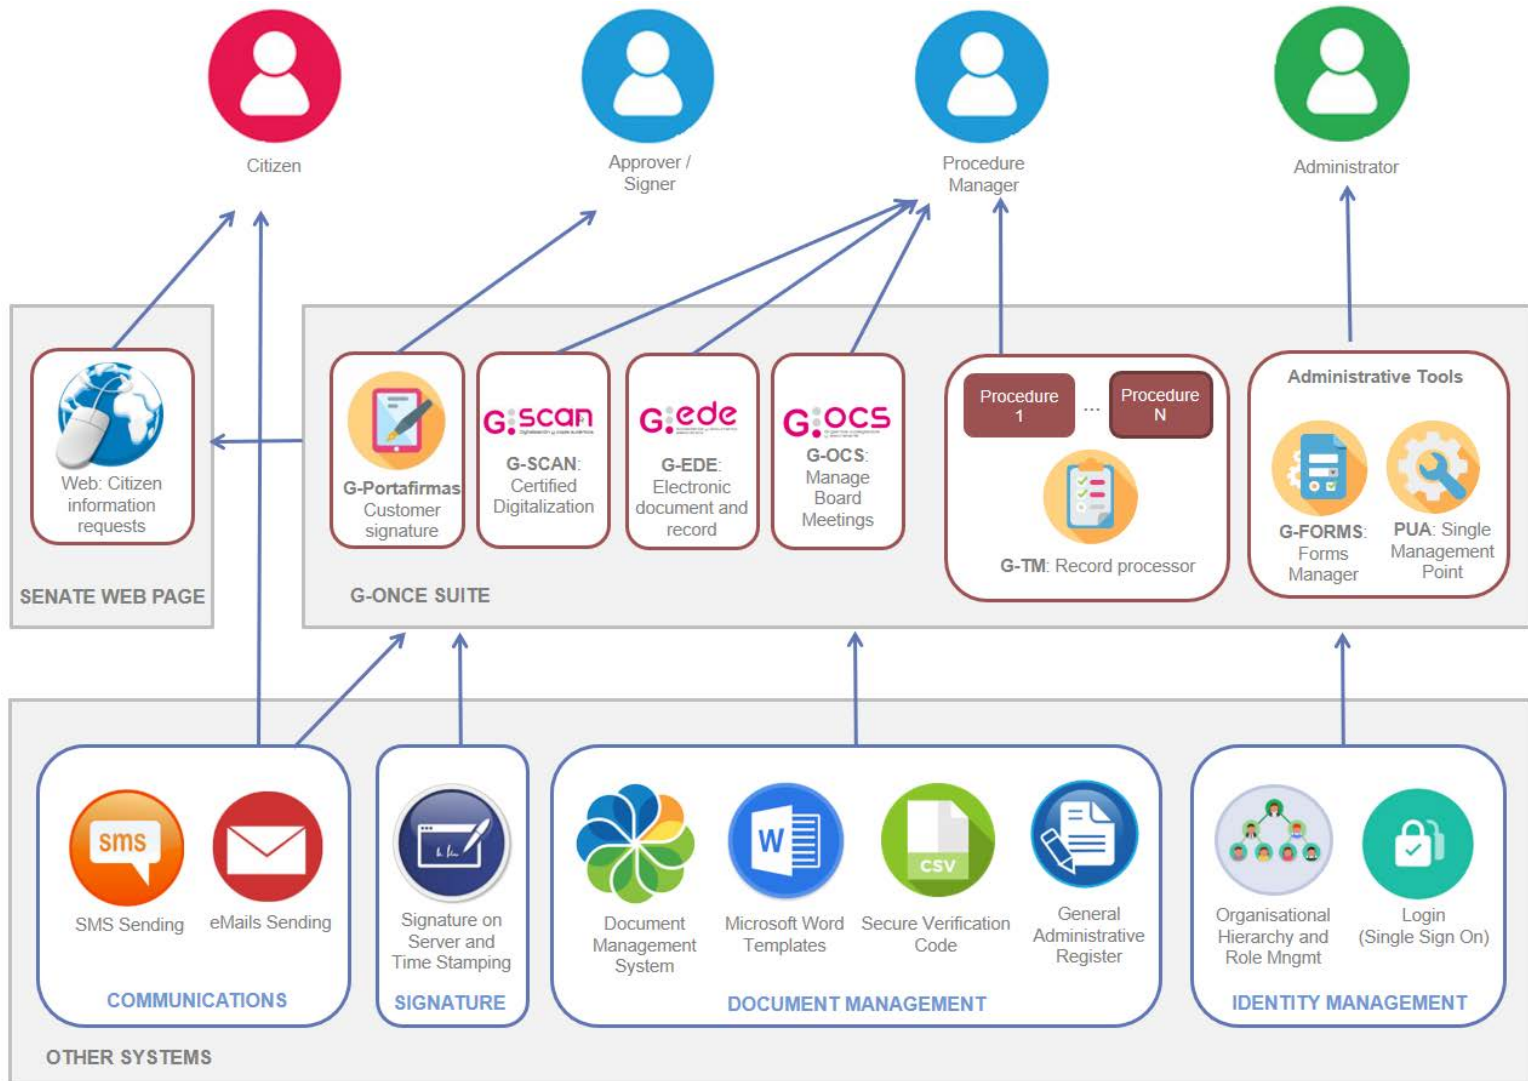 Citizen
Approver /
Signer
Procedure
Manager
Administrator
Web: Citizen
information
requests
SENATE WEB PAGE
G-Portafirmas
Customer
signature
G:scan
G-SCAN:
Certified
Digitalization
G:ede
G-EDE:
Electronic
document and
record
G:OCS
G-OCS:
Manage
Board
Meetings
Procedure
1
...
Procedure
N
G-TM: Record processor
Administrative Tools
G-FORMS:
Forms
Manager
PUA: Single
Management
Point
G-ONCE SUITE
sms
SMS Sending
eMails Sending
COMMUNICATIONS
Signature on
Server and
Time Stamping
SIGNATURE
Document
Management
System
W
Microsoft Word
Templates
CSV
Secure Verification
Code
General
Administrative
Register
DOCUMENT MANAGEMENT
Organisational
Hierarchy and
Role Mngmt
Login
(Single Sign On)
IDENTITY MANAGEMENT
OTHER SYSTEMS